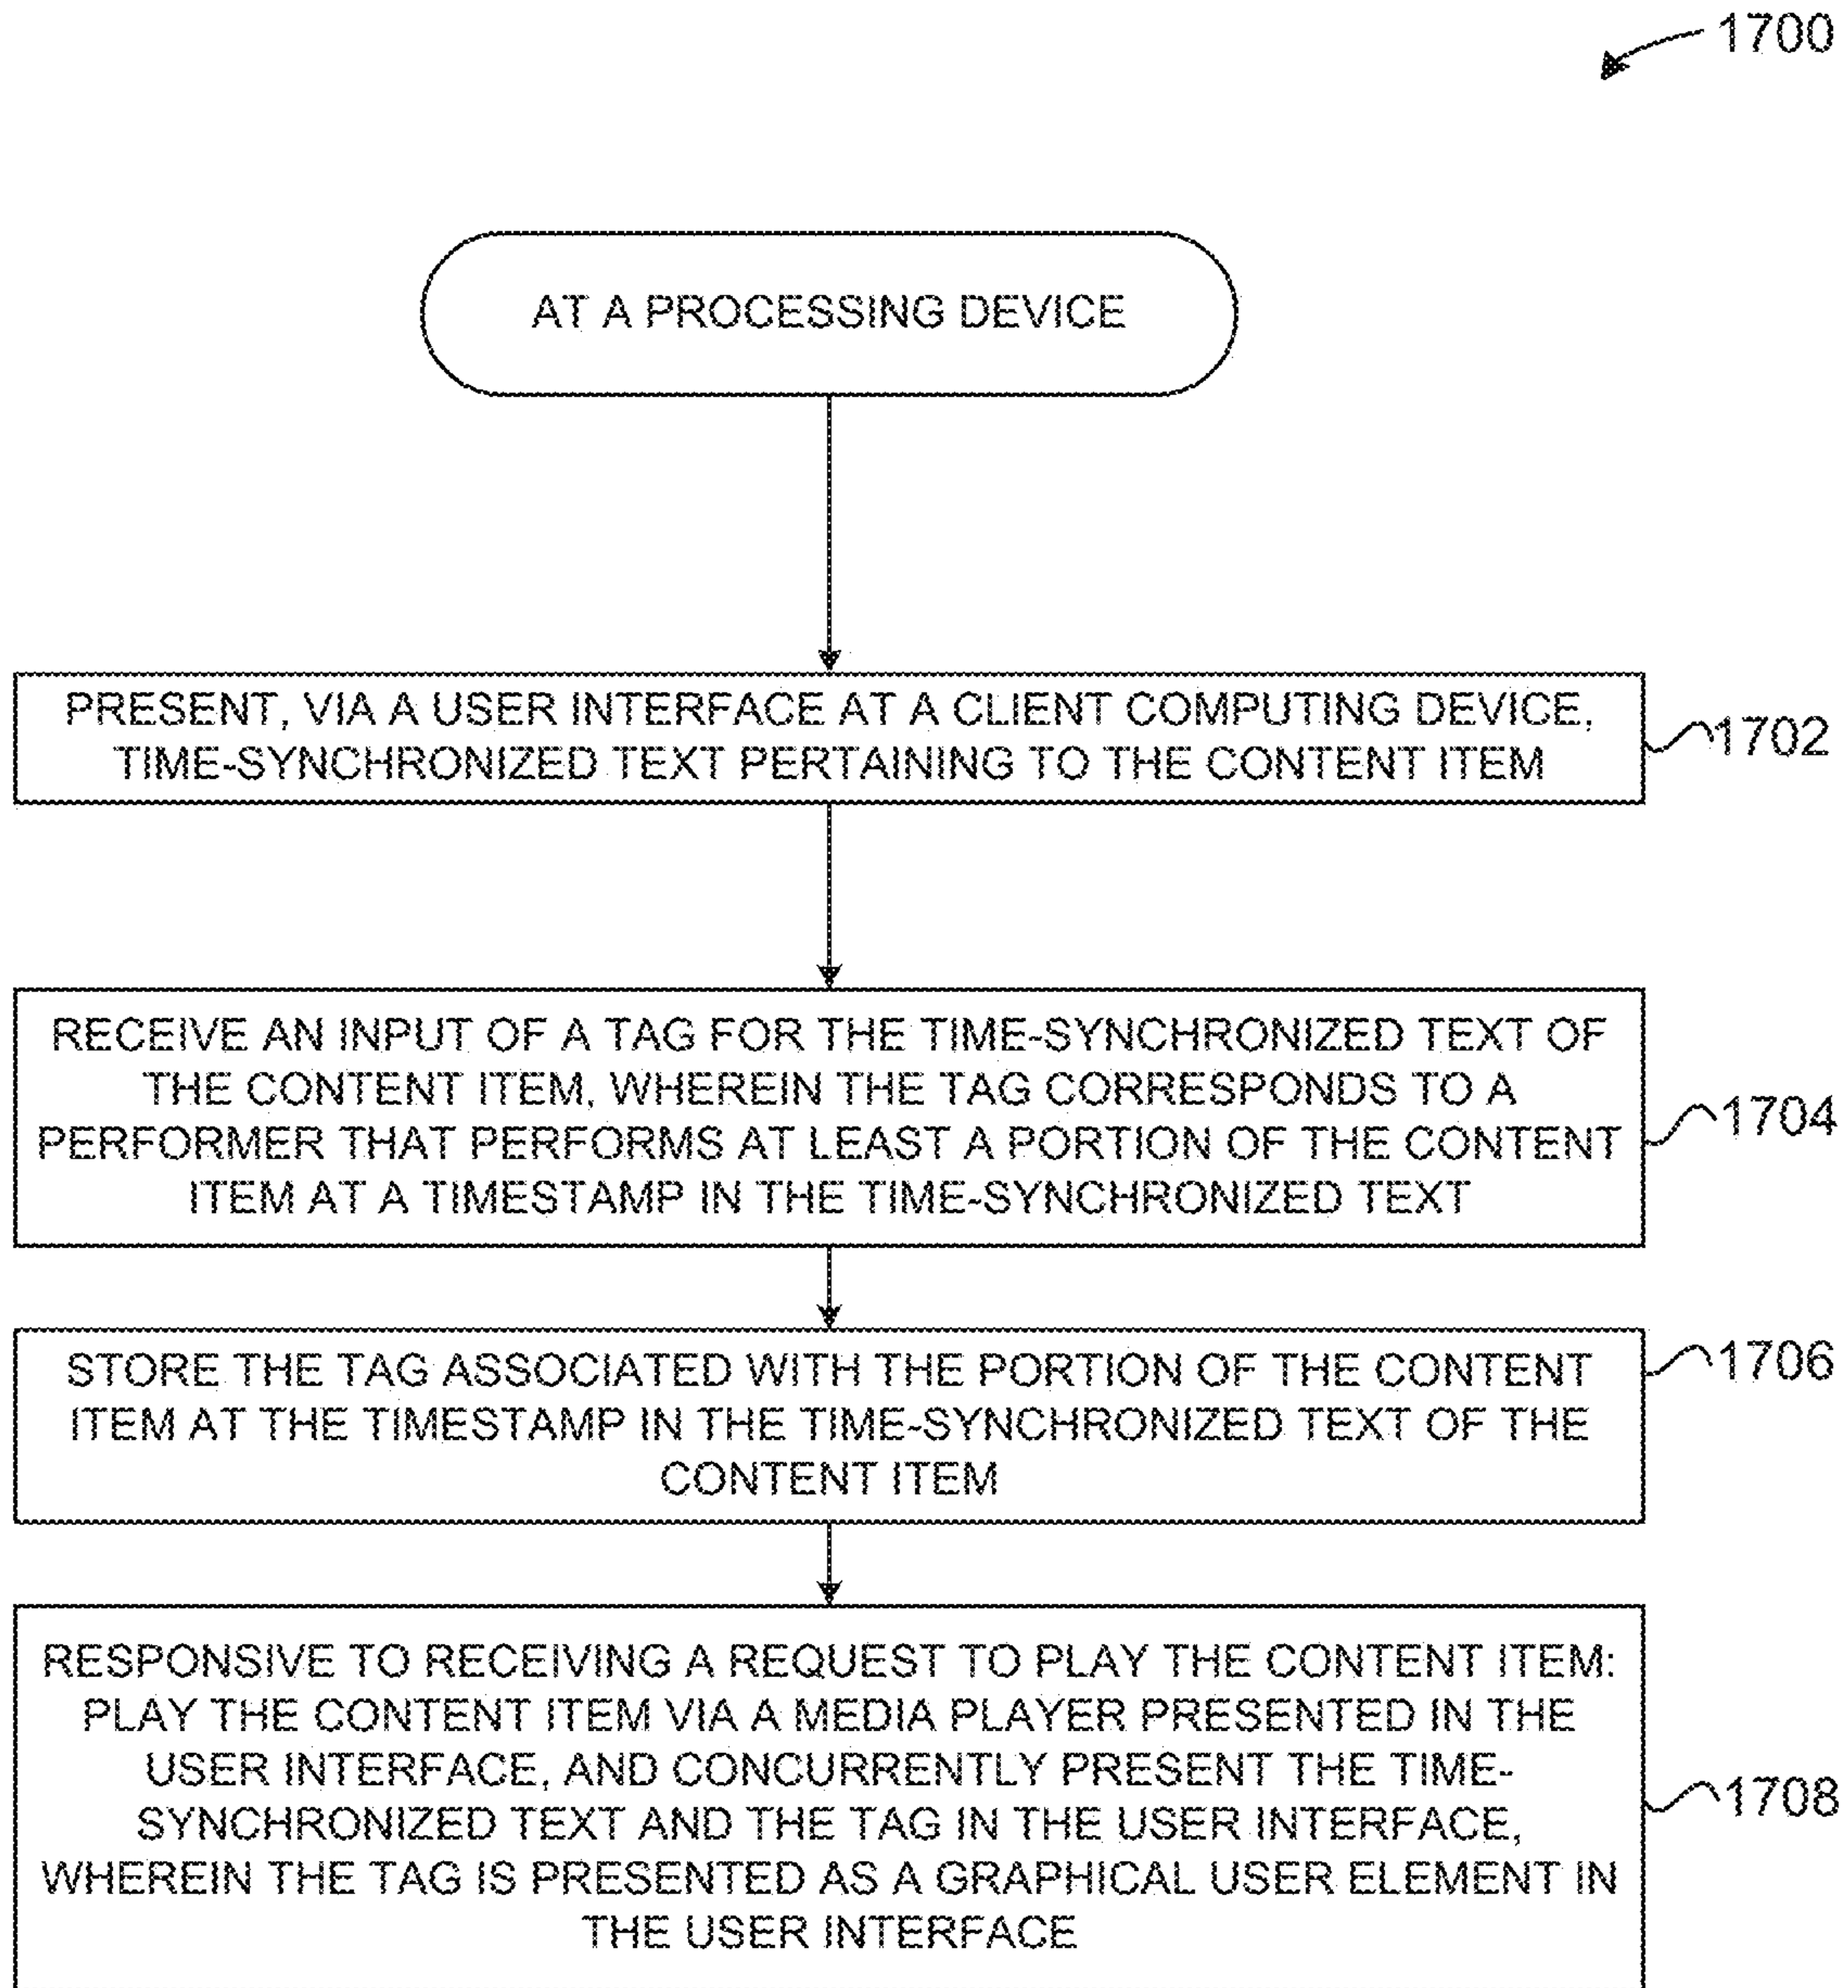 1700
AT A PROCESSING DEVICE
PRESENT, VIA A USER INTERFACE AT A CLIENT COMPUTING DEVICE,
TIME-SYNCHRONIZED TEXT PERTAINING TO THE CONTENT ITEM
1702
RECEIVE AN INPUT OF A TAG FOR THE TIME-SYNCHRONIZED TEXT OF
THE CONTENT ITEM, WHEREIN THE TAG CORRESPONDS TO A
PERFORMER THAT PERFORMS AT LEAST A PORTION OF THE CONTENT
ITEM AT A TIMESTAMP IN THE TIME-SYNCHRONIZED TEXT
1704
STORE THE TAG ASSOCIATED WITH THE PORTION OF THE CONTENT
ITEM AT THE TIMESTAMP IN THE TIME-SYNCHRONIZED TEXT OF THE
CONTENT ITEM
1706
RESPONSIVE TO RECEIVING A REQUEST TO PLAY THE CONTENT ITEM:
PLAY THE CONTENT ITEM VIA A MEDIA PLAYER PRESENTED IN THE
USER INTERFACE, AND CONCURRENTLY PRESENT THE TIME-
SYNCHRONIZED TEXT AND THE TAG IN THE USER INTERFACE,
WHEREIN THE TAG IS PRESENTED AS A GRAPHICAL USER ELEMENT IN
THE USER INTERFACE
1708